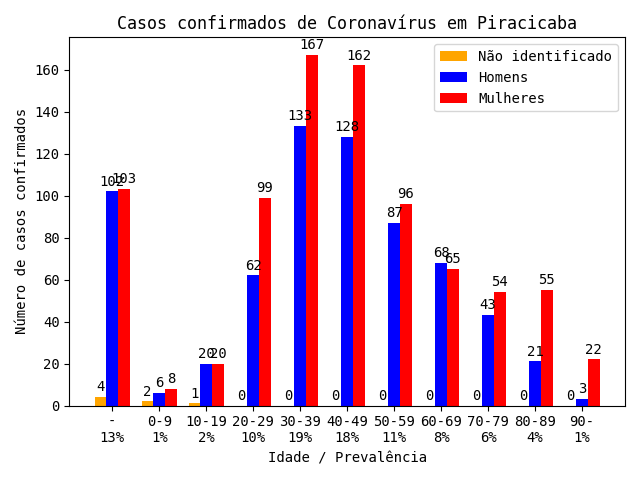 Casos confirmados de Coronavírus em Piracicaba
Não identificado
Homens
Mulheres
Número de casos confirmados
160
140
120
100
80
60
40
20
0
4 102 103
2 6 8
1 20 20
0 62 99
0 133 167
0 128 162
0 87 96
0 68 65
0 43 54
0 21 55
0 3 22
- 0-9 10-19 20-29 30-39 40-49 50-59 60-69 70-79 80-89 90-
13% 1% 2% 10% 19% 18% 11% 8% 6% 4% 1%
Idade / Prevalência